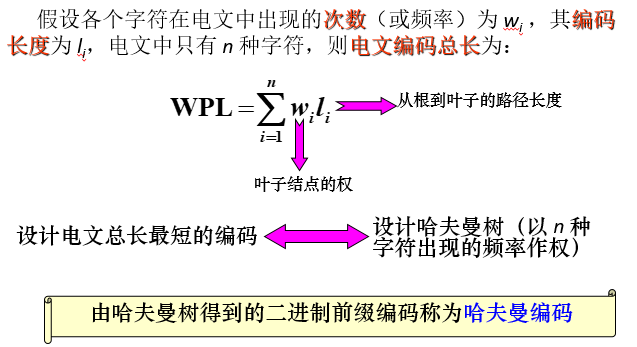 假设各个字符在电文中出现的次数（或频率）为 wi ，其编码
长度为 li，电文中只有 n 种字符，则电文编码总长为：
n
WPL = ∑ wi li
i=1
从根到叶子的路径长度
叶子结点的权
设计电文总长最短的编码
设计哈夫曼树（以 n 种
字符出现的频率作权）
由哈夫曼树得到的二进制前缀编码称为哈夫曼编码